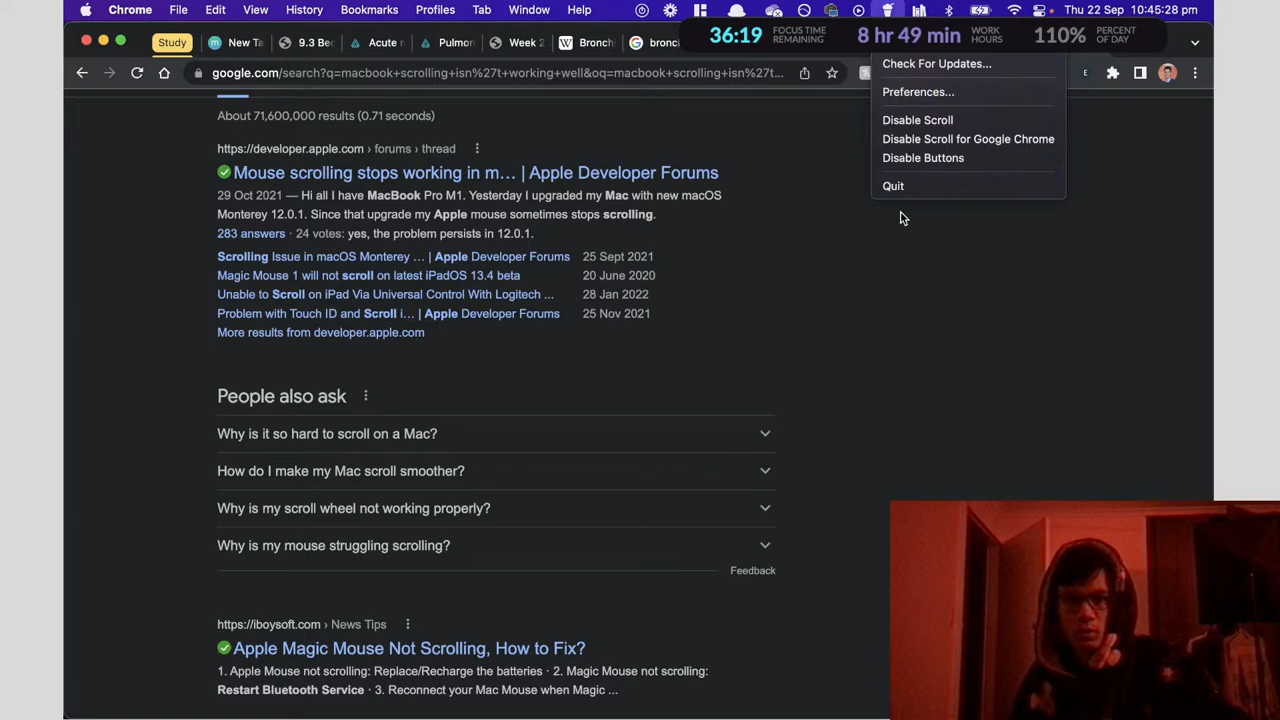 Chrome File Edit View History Bookmarks Profiles Tab Window Help Thu 22 Sep 10:45:28 pm
36:19 FOCUS TIME REMAINING 8 hr 49 min WORK HOURS 110% PERCENT OF DAY
Study New Ta 9.3 Bec Acute r Pulmon Week 2 W Bronch bronc
google.com/search?q=macbook+scrolling+isn%27t+working+well&oq=macbook+scrolling+isn%27t...
Check For Updates...
Preferences...
Disable Scroll
Disable Scroll for Google Chrome
Disable Buttons
Quit
About 71,600,000 results (0.71 seconds)
https://developer.apple.com › forums › thread
Mouse scrolling stops working in m... | Apple Developer Forums
29 Oct 2021 — Hi all I have MacBook Pro M1. Yesterday I upgraded my Mac with new macOS
Monterey 12.0.1. Since that upgrade my Apple mouse sometimes stops scrolling.
283 answers · 24 votes: yes, the problem persists in 12.0.1.
Scrolling Issue in macOS Monterey ... | Apple Developer Forums 25 Sept 2021
Magic Mouse 1 will not scroll on latest iPadOS 13.4 beta 20 June 2020
Unable to Scroll on iPad Via Universal Control With Logitech ... 28 Jan 2022
Problem with Touch ID and Scroll i... | Apple Developer Forums 25 Nov 2021
More results from developer.apple.com
People also ask
Why is it so hard to scroll on a Mac?
How do I make my Mac scroll smoother?
Why is my scroll wheel not working properly?
Why is my mouse struggling scrolling?
Feedback
https://iboysoft.com › News Tips
Apple Magic Mouse Not Scrolling, How to Fix?
1. Apple Mouse not scrolling: Replace/Recharge the batteries · 2. Magic Mouse not scrolling:
Restart Bluetooth Service · 3. Reconnect your Mac Mouse when Magic ...